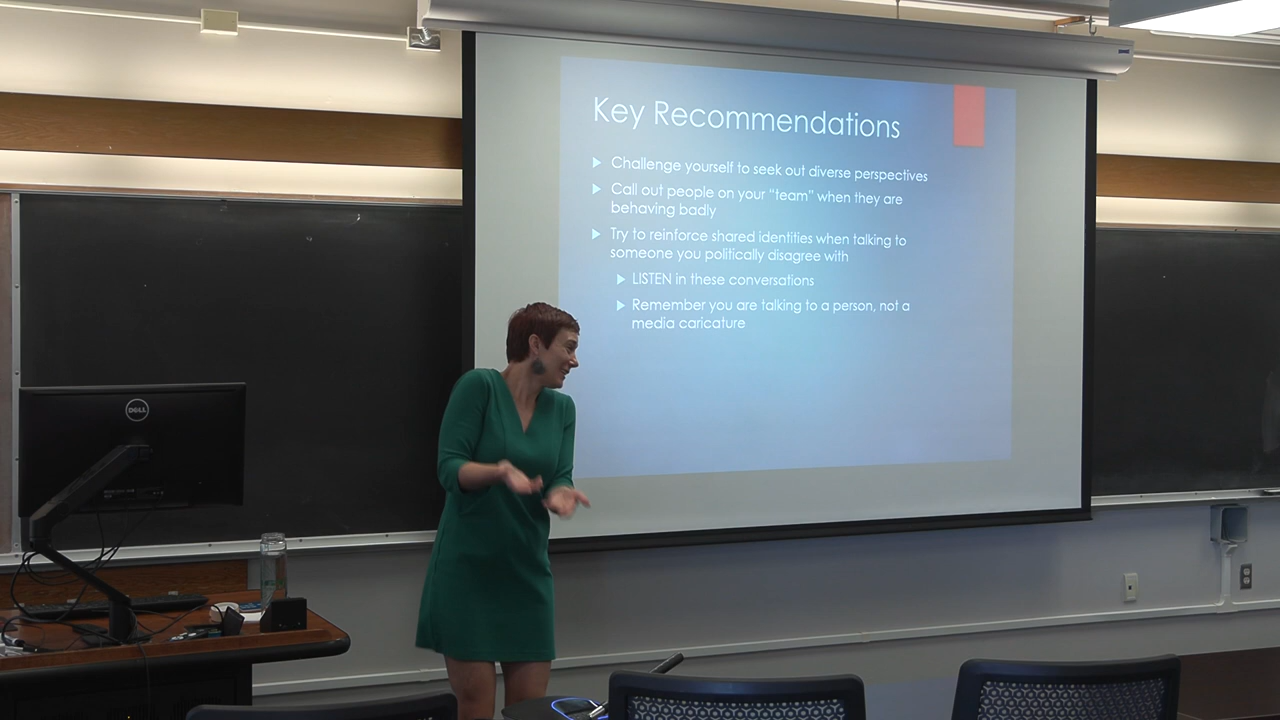 Key Recommendations
Challenge yourself to seek out diverse perspectives
Call out people on your “team” when they are
behaving badly
Try to reinforce shared identities when talking to
someone you politically disagree with
LISTEN in these conversations
Remember you are talking to a person, not a
media caricature
DELL